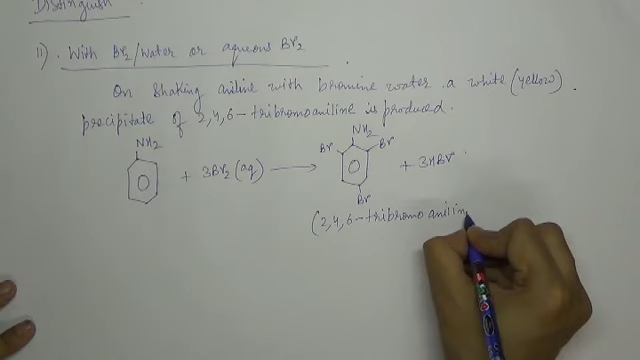 Distinguish
ii). With Br2/water or aqueous Br2 .
On shaking aniline with bromine water a white (yellow) .
precipitate of 2,4,6-tribromoaniline is produced.
NH2 NH2
Br Br
+ 3Br2 (aq) ⟶ + 3HBr .
Br
(2,4,6-tribromo anilin